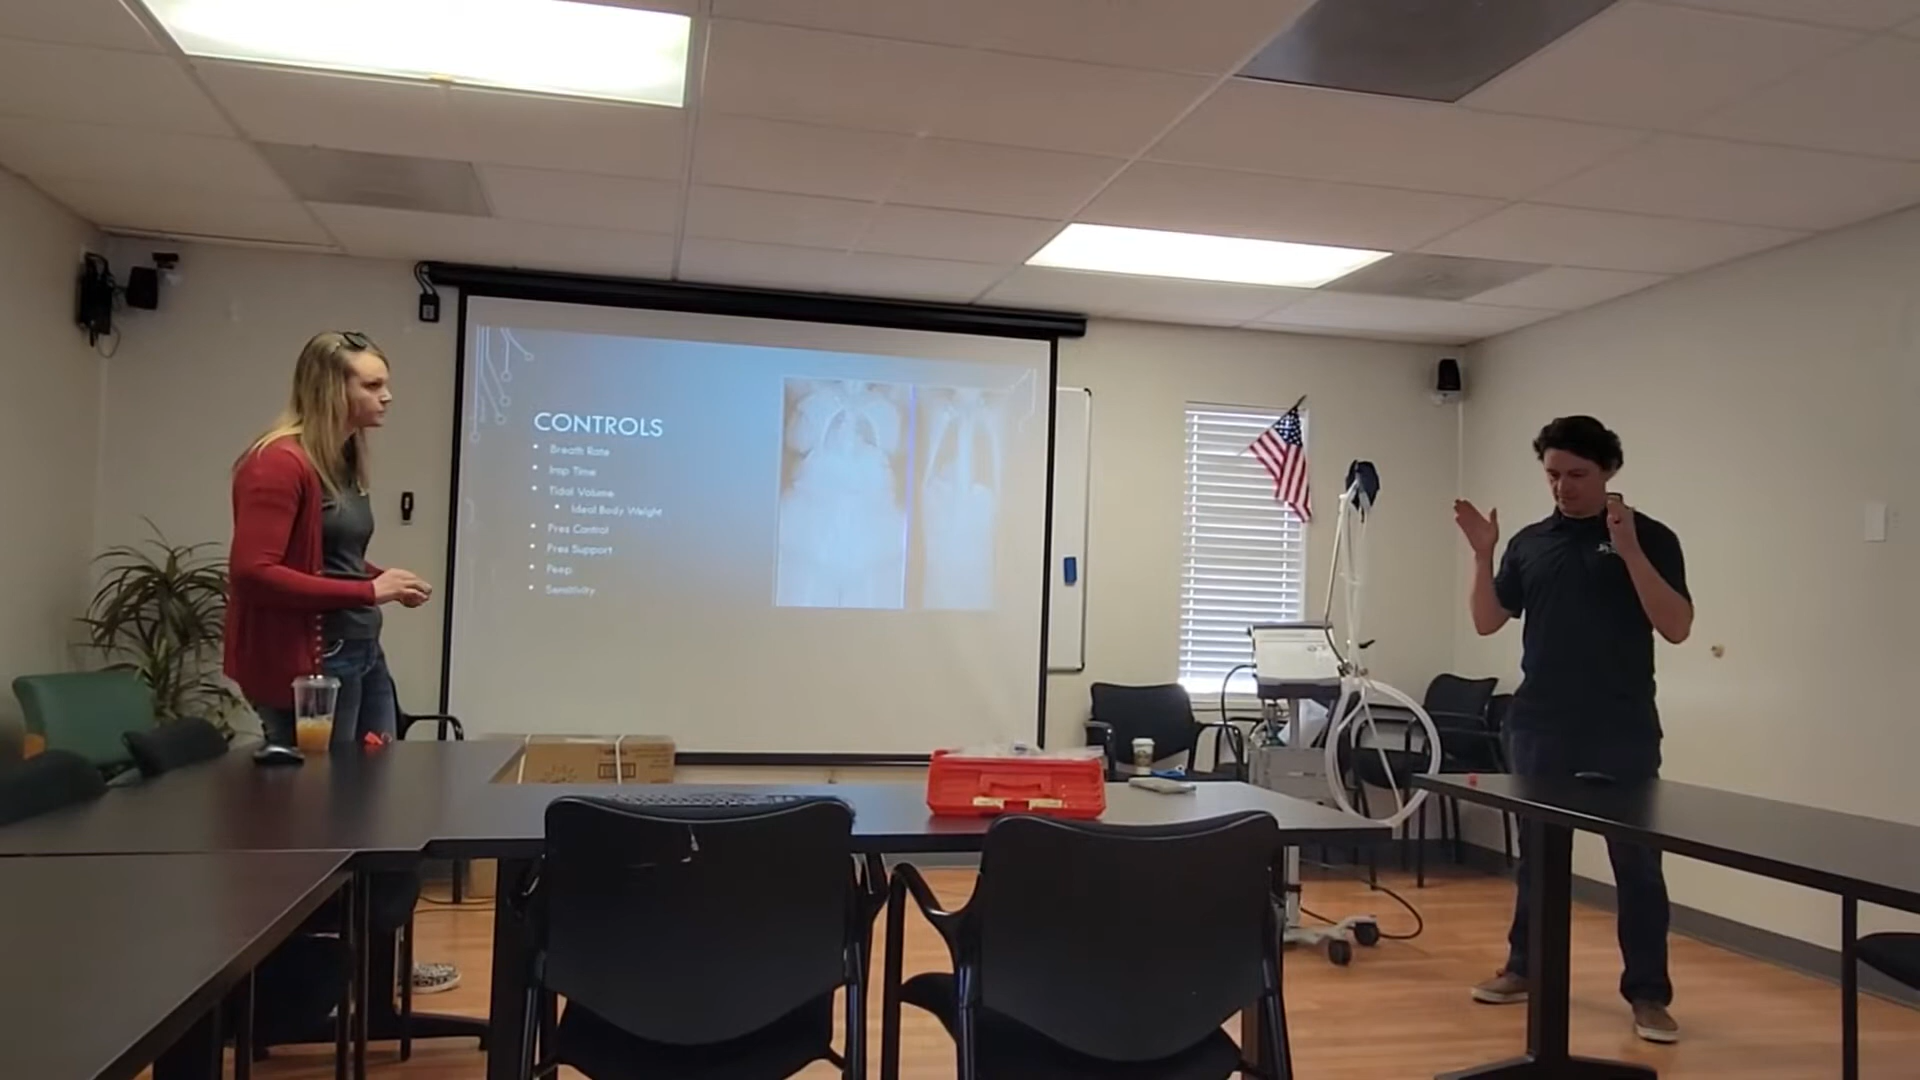 CONTROLS
Breath Rate
Insp Time
Tidal Volume
Ideal Body Weight
Pres Control
Pres Support
Peep
Sensitivity